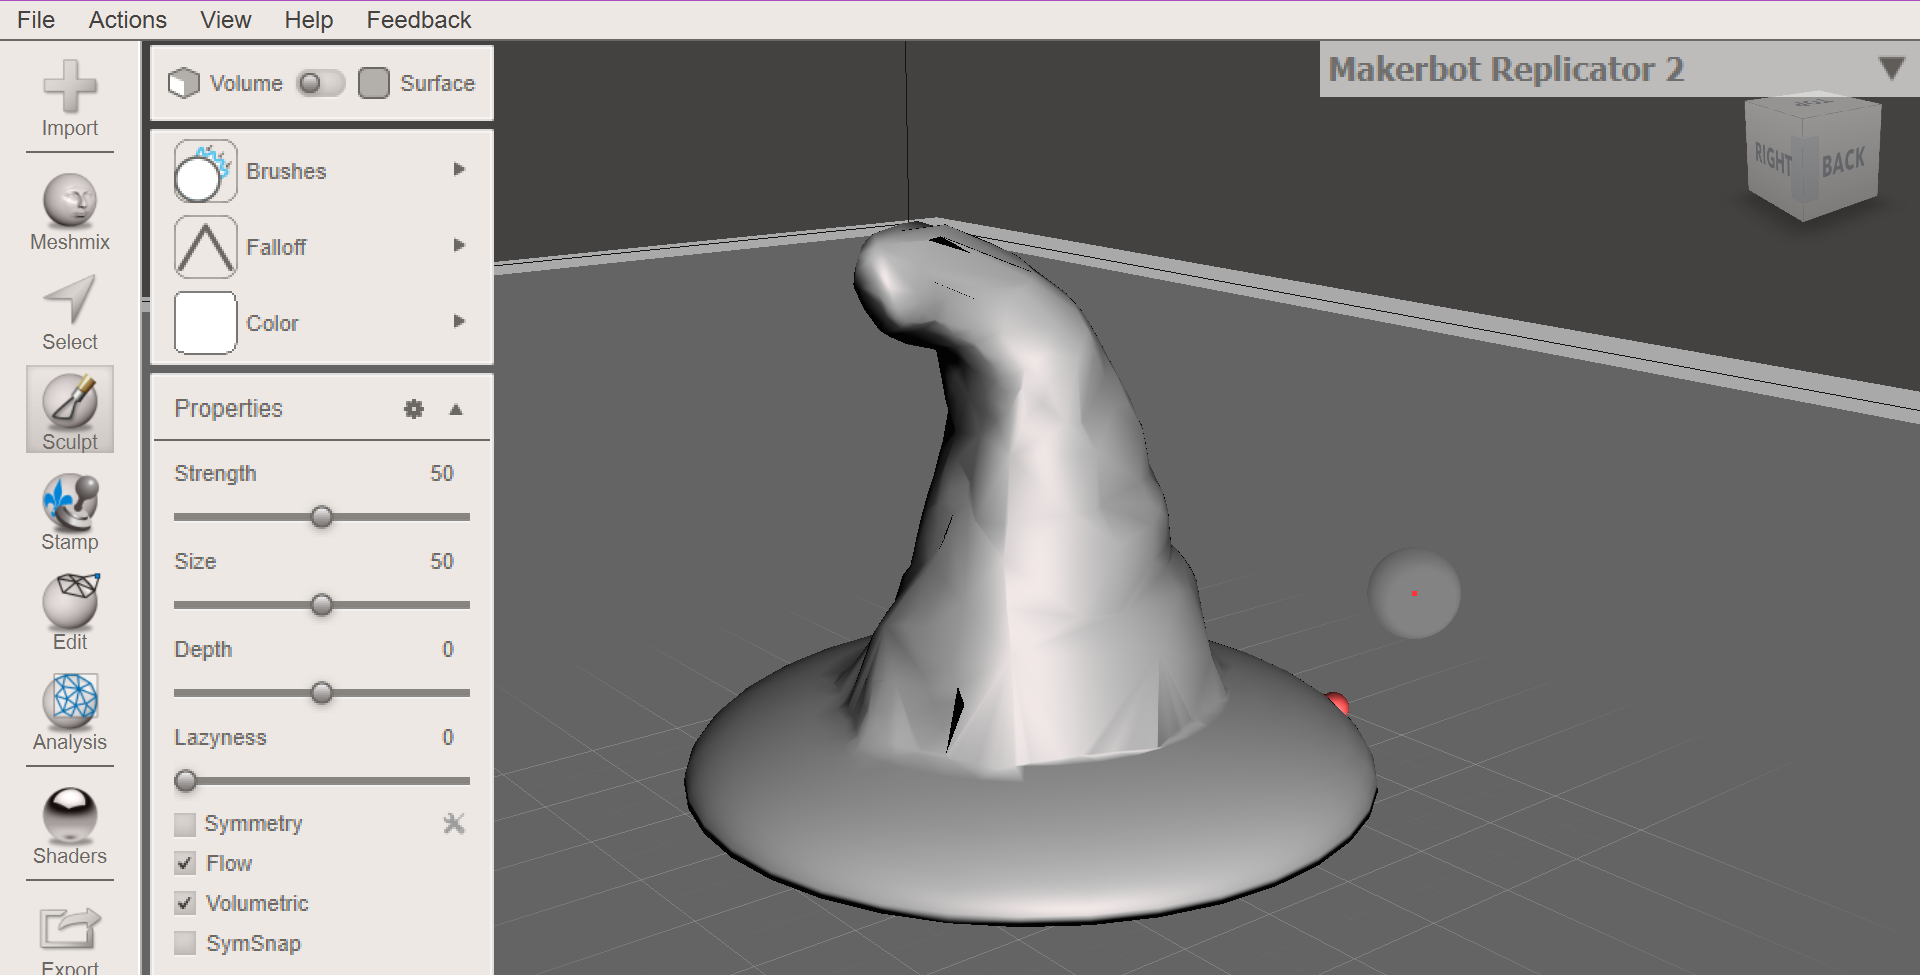 File Actions View Help Feedback
Import
Meshmix
Select
Sculpt
Stamp
Edit
Analysis
Shaders
Export
Volume Surface
Brushes
Falloff
Color
Properties
Strength 50
Size 50
Depth 0
Lazyness 0
Symmetry
Flow
Volumetric
SymSnap
Makerbot Replicator 2
TOP
RIGHT BACK